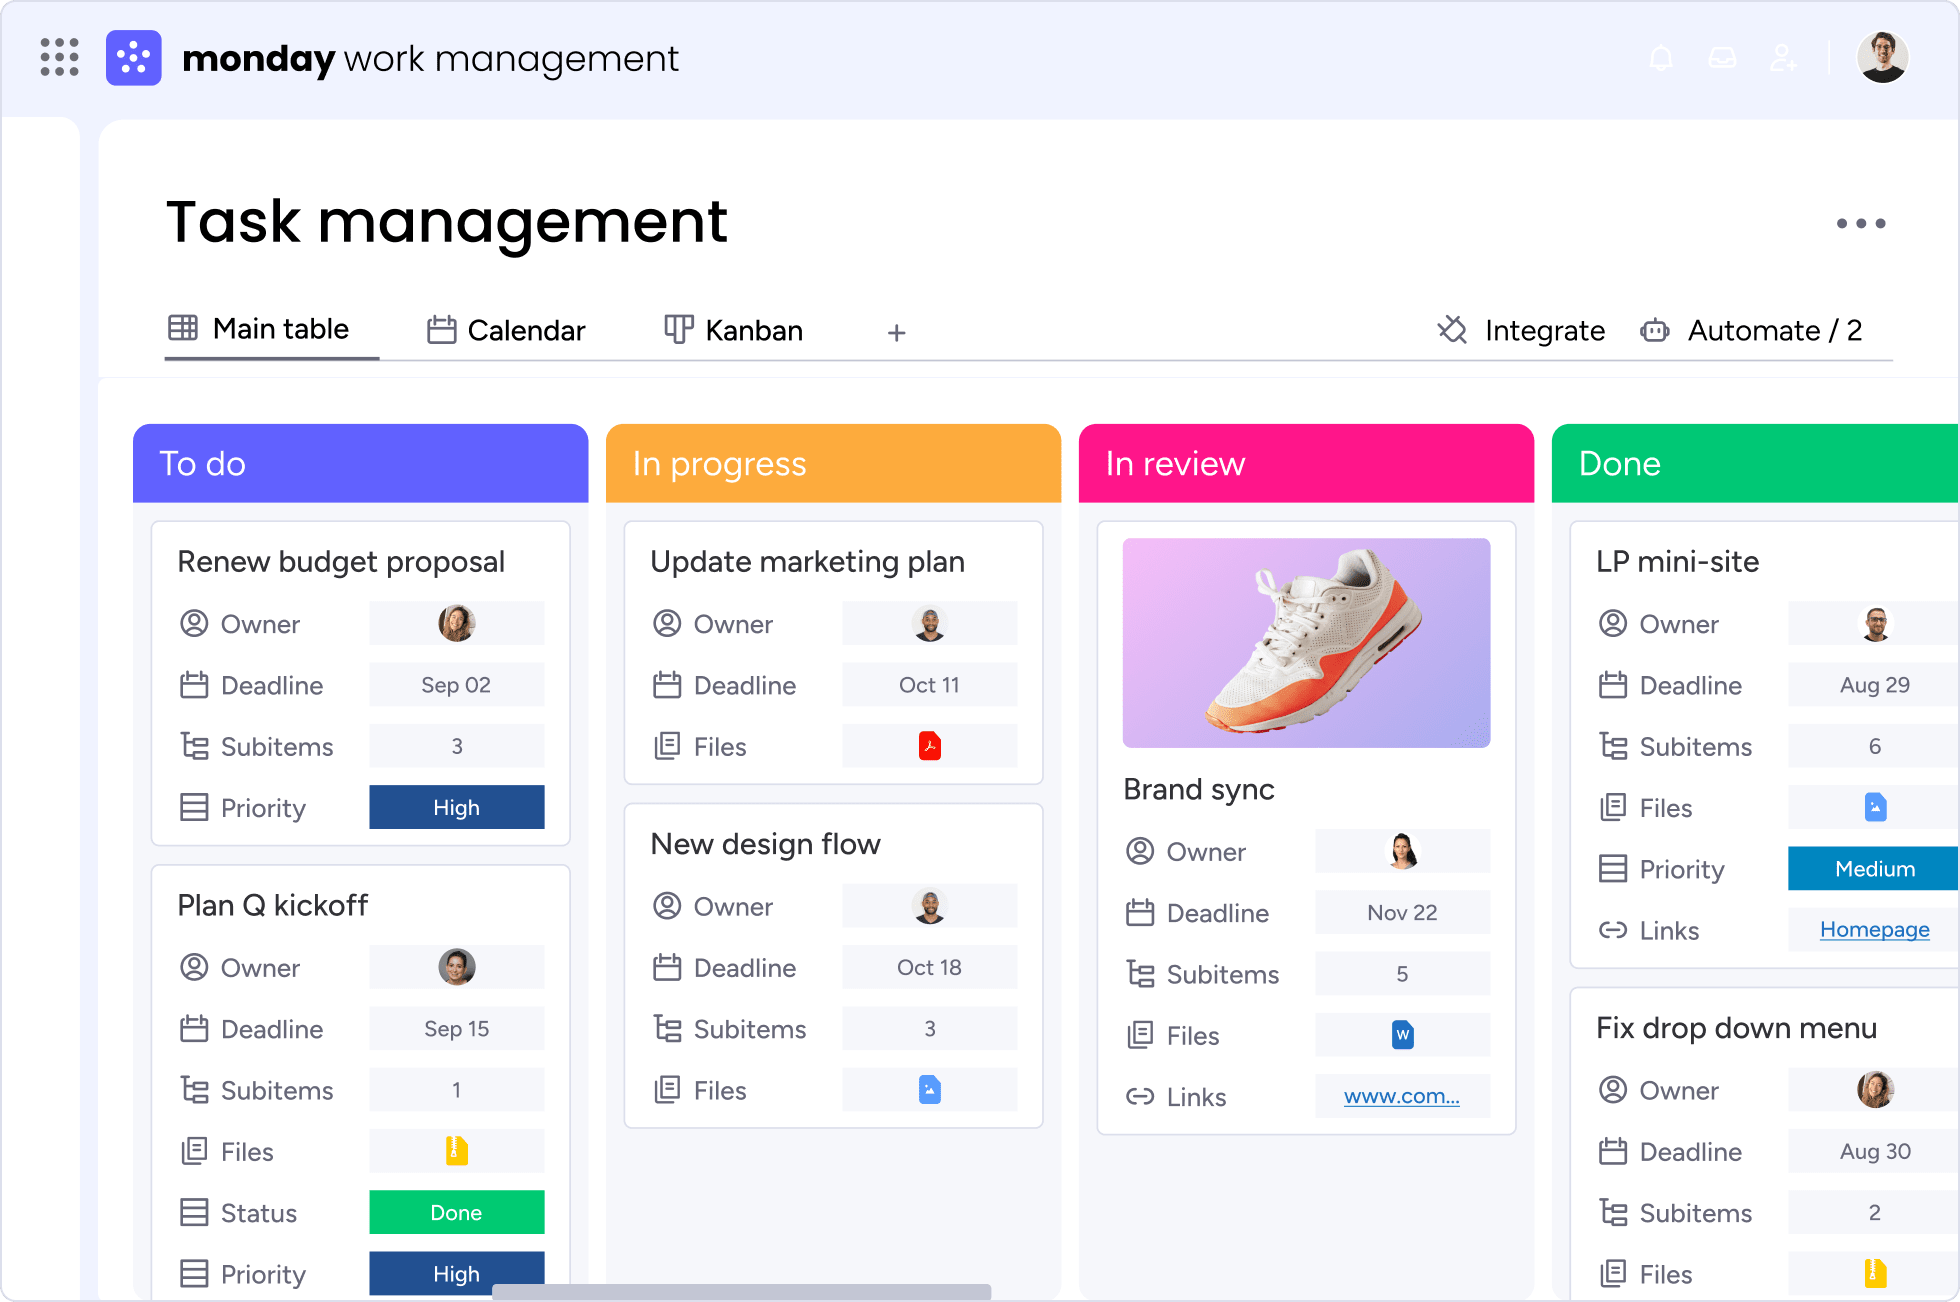 monday work management
Task management
Main table
Calendar
Kanban
+
Integrate
Automate / 2
To do
Renew budget proposal
Owner
Deadline Sep 02
Subitems 3
Priority High
Plan Q kickoff
Owner
Deadline Sep 15
Subitems 1
Files
Status Done
Priority High
In progress
Update marketing plan
Owner
Deadline Oct 11
Files
New design flow
Owner
Deadline Oct 18
Subitems 3
Files
In review
Brand sync
Owner
Deadline Nov 22
Subitems 5
Files W
Links www.com...
Done
LP mini-site
Owner
Deadline Aug 29
Subitems 6
Files
Priority Medium
Links Homepage
Fix drop down menu
Owner
Deadline Aug 30
Subitems 2
Files